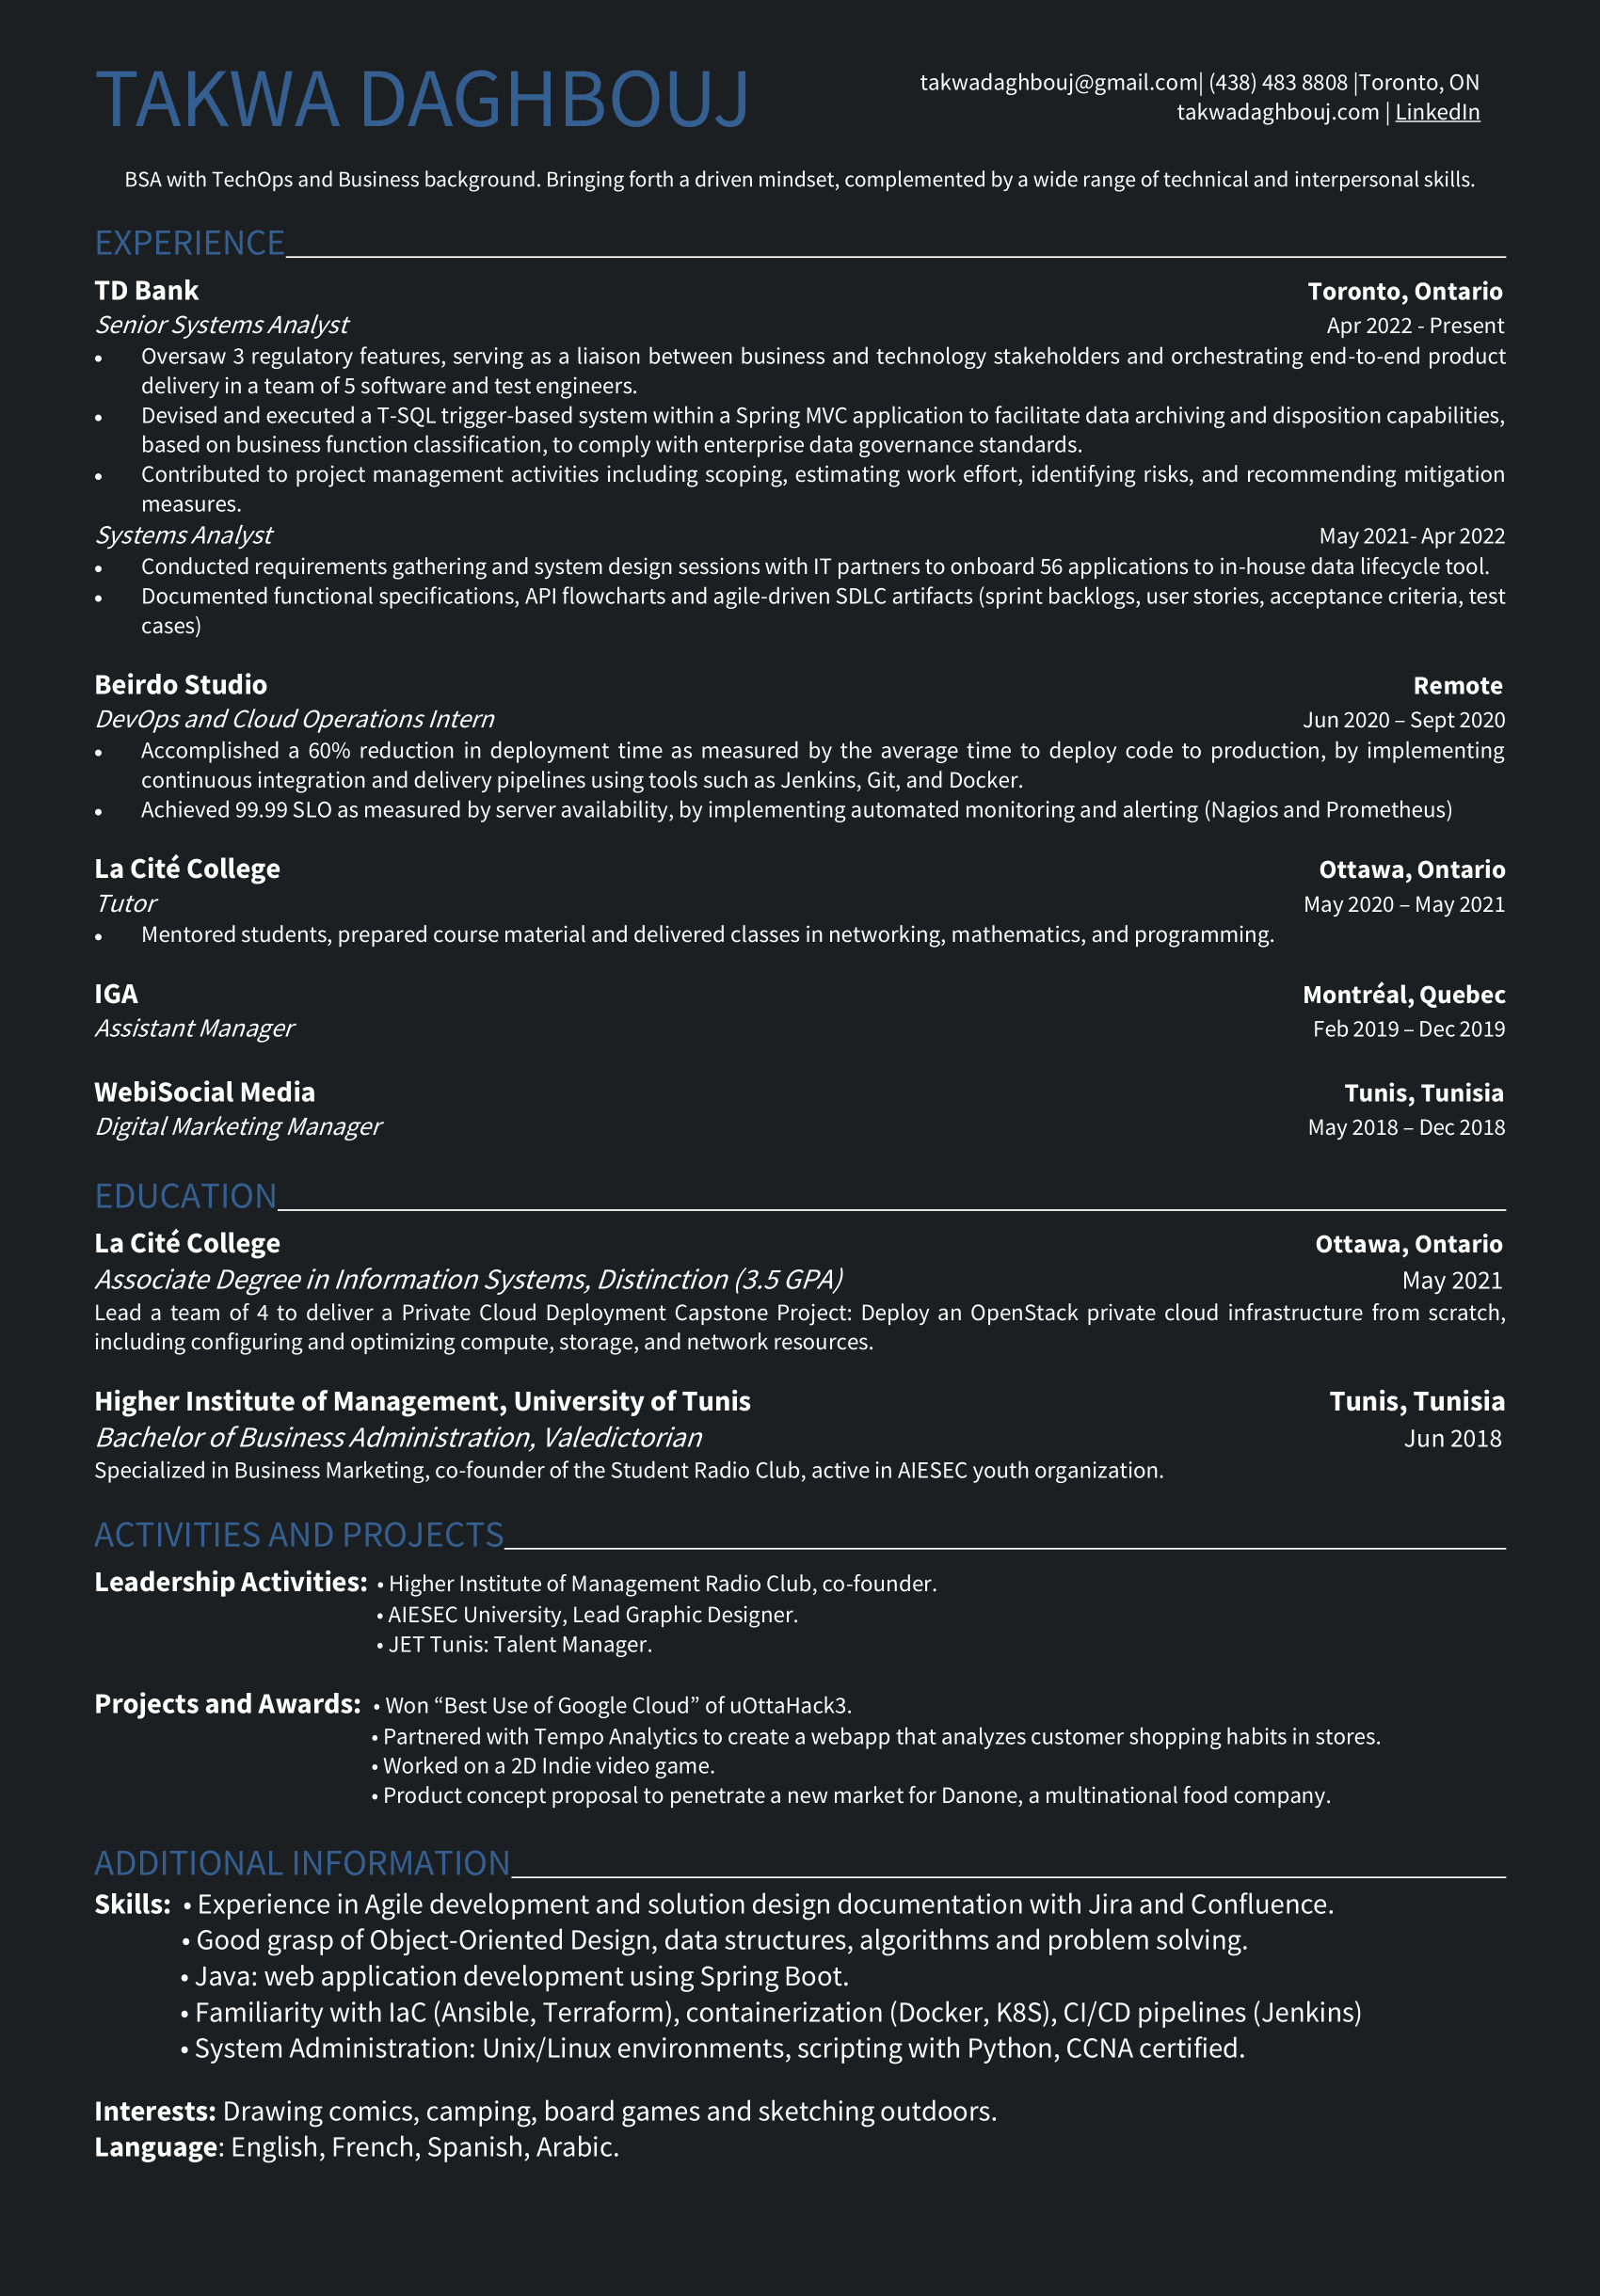 TAKWA DAGHBOUJ
takwadaghbouj@gmail.com| (438) 483 8808 |Toronto, ON
takwadaghbouj.com | LinkedIn
BSA with TechOps and Business background. Bringing forth a driven mindset, complemented by a wide range of technical and interpersonal skills.
EXPERIENCE
TD Bank Toronto, Ontario
Senior Systems Analyst Apr 2022 - Present
• Oversaw 3 regulatory features, serving as a liaison between business and technology stakeholders and orchestrating end-to-end product
delivery in a team of 5 software and test engineers.
• Devised and executed a T-SQL trigger-based system within a Spring MVC application to facilitate data archiving and disposition capabilities,
based on business function classification, to comply with enterprise data governance standards.
• Contributed to project management activities including scoping, estimating work effort, identifying risks, and recommending mitigation
measures.
Systems Analyst May 2021- Apr 2022
• Conducted requirements gathering and system design sessions with IT partners to onboard 56 applications to in-house data lifecycle tool.
• Documented functional specifications, API flowcharts and agile-driven SDLC artifacts (sprint backlogs, user stories, acceptance criteria, test
cases)
Beirdo Studio Remote
DevOps and Cloud Operations Intern Jun 2020 – Sept 2020
• Accomplished a 60% reduction in deployment time as measured by the average time to deploy code to production, by implementing
continuous integration and delivery pipelines using tools such as Jenkins, Git, and Docker.
• Achieved 99.99 SLO as measured by server availability, by implementing automated monitoring and alerting (Nagios and Prometheus)
La Cité College Ottawa, Ontario
Tutor May 2020 – May 2021
• Mentored students, prepared course material and delivered classes in networking, mathematics, and programming.
IGA Montréal, Quebec
Assistant Manager Feb 2019 – Dec 2019
WebiSocial Media Tunis, Tunisia
Digital Marketing Manager May 2018 – Dec 2018
EDUCATION
La Cité College Ottawa, Ontario
Associate Degree in Information Systems, Distinction (3.5 GPA) May 2021
Lead a team of 4 to deliver a Private Cloud Deployment Capstone Project: Deploy an OpenStack private cloud infrastructure from scratch,
including configuring and optimizing compute, storage, and network resources.
Higher Institute of Management, University of Tunis Tunis, Tunisia
Bachelor of Business Administration, Valedictorian Jun 2018
Specialized in Business Marketing, co-founder of the Student Radio Club, active in AIESEC youth organization.
ACTIVITIES AND PROJECTS
Leadership Activities: • Higher Institute of Management Radio Club, co-founder.
• AIESEC University, Lead Graphic Designer.
• JET Tunis: Talent Manager.
Projects and Awards: • Won “Best Use of Google Cloud” of uOttaHack3.
• Partnered with Tempo Analytics to create a webapp that analyzes customer shopping habits in stores.
• Worked on a 2D Indie video game.
• Product concept proposal to penetrate a new market for Danone, a multinational food company.
ADDITIONAL INFORMATION
Skills: • Experience in Agile development and solution design documentation with Jira and Confluence.
• Good grasp of Object-Oriented Design, data structures, algorithms and problem solving.
• Java: web application development using Spring Boot.
• Familiarity with IaC (Ansible, Terraform), containerization (Docker, K8S), CI/CD pipelines (Jenkins)
• System Administration: Unix/Linux environments, scripting with Python, CCNA certified.
Interests: Drawing comics, camping, board games and sketching outdoors.
Language: English, French, Spanish, Arabic.